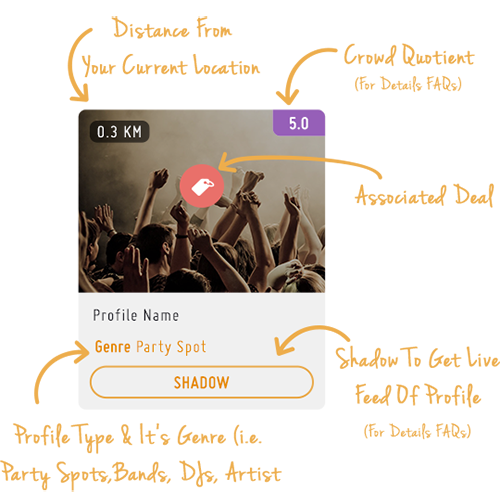 Distance From
Your Current Location
Crowd Quotient
(For Details FAQs)
0.3 KM
5.0
Associated Deal
Profile Name
Genre Party Spot
SHADOW
Shadow To Get Live
Feed Of Profile
(For Details FAQs)
Profile Type & It's Genre (i.e.
Party Spots,Bands, DJs, Artist